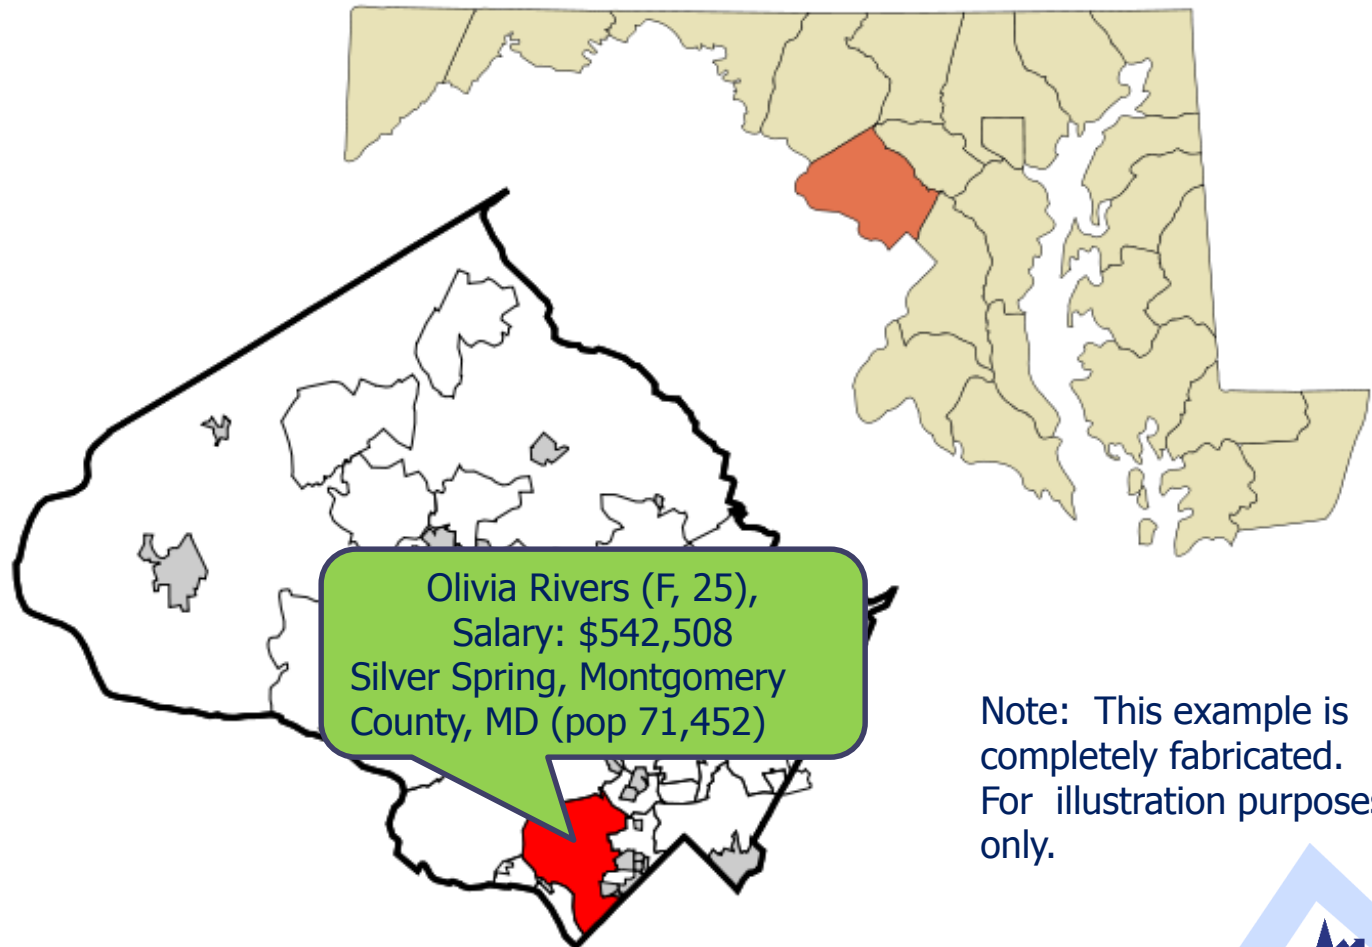 Olivia Rivers (F, 25),
Salary: $542,508
Silver Spring, Montgomery
County, MD (pop 71,452)
Note: This example is
completely fabricated.
For illustration purposes
only.